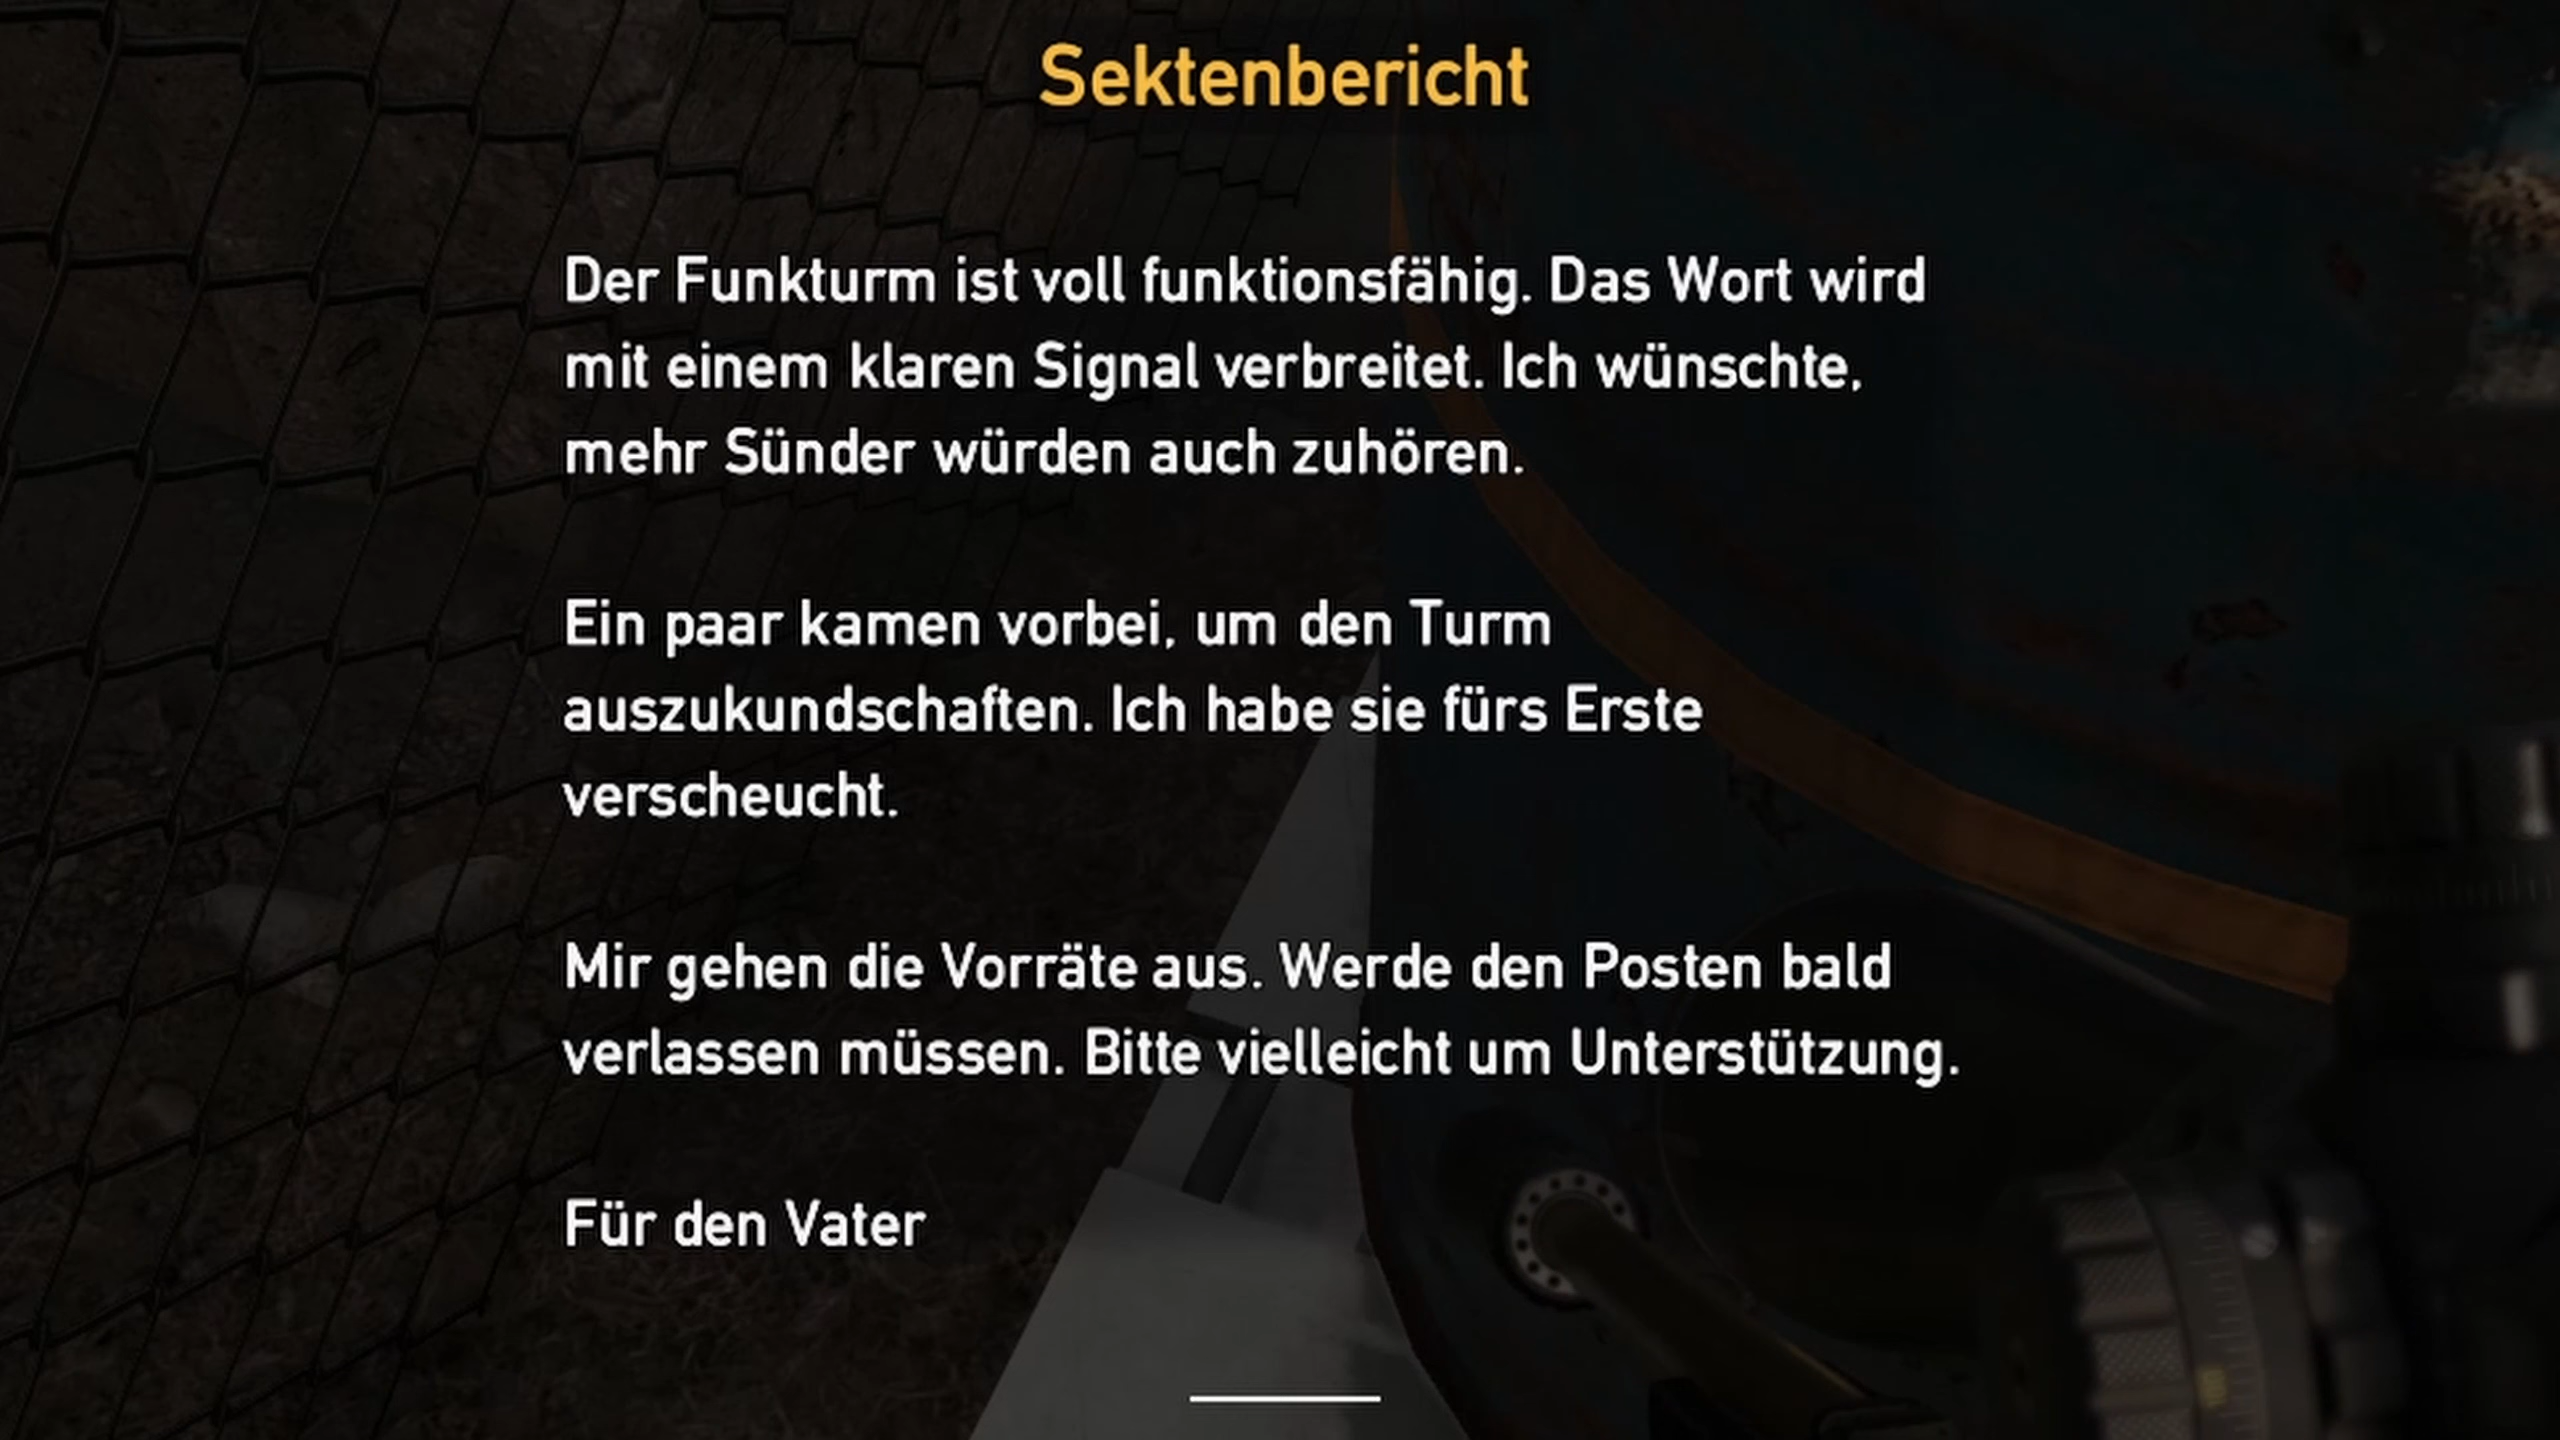 Sektenbericht
Der Funkturm ist voll funktionsfähig. Das Wort wird
mit einem klaren Signal verbreitet. Ich wünschte,
mehr Sünder würden auch zuhören.
Ein paar kamen vorbei, um den Turm
auszukundschaften. Ich habe sie fürs Erste
verscheucht.
Mir gehen die Vorräte aus. Werde den Posten bald
verlassen müssen. Bitte vielleicht um Unterstützung.
Für den Vater